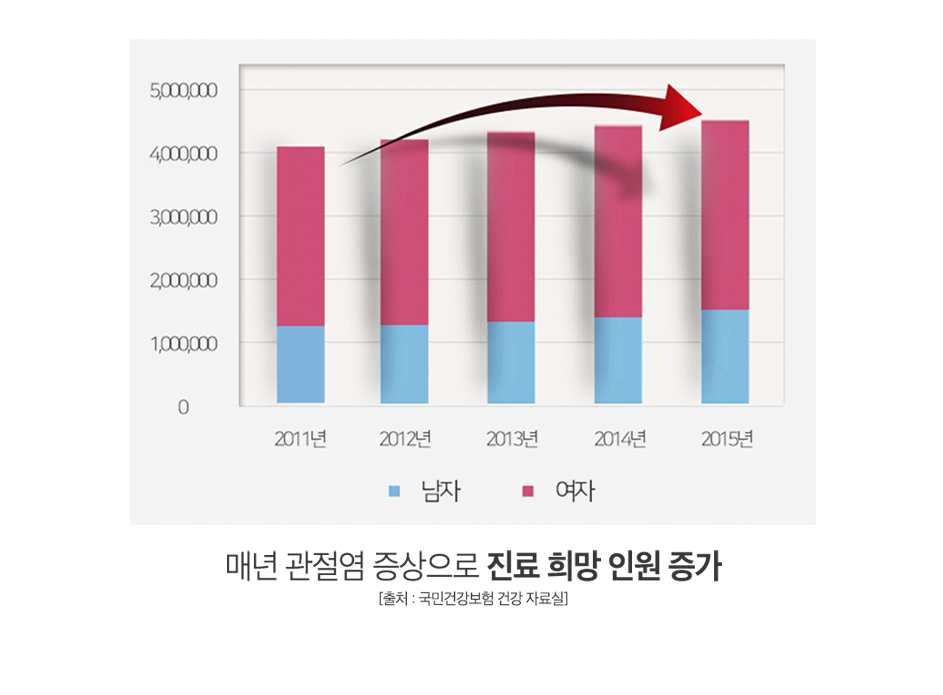 5,000,000
4,000,000
3,000,000
2,000,000
1,000,000
0
2011년 2012년 2013년 2014년 2015년
남자 여자
매년 관절염 증상으로 진료 희망 인원 증가
[출처 : 국민건강보험 건강 자료실]